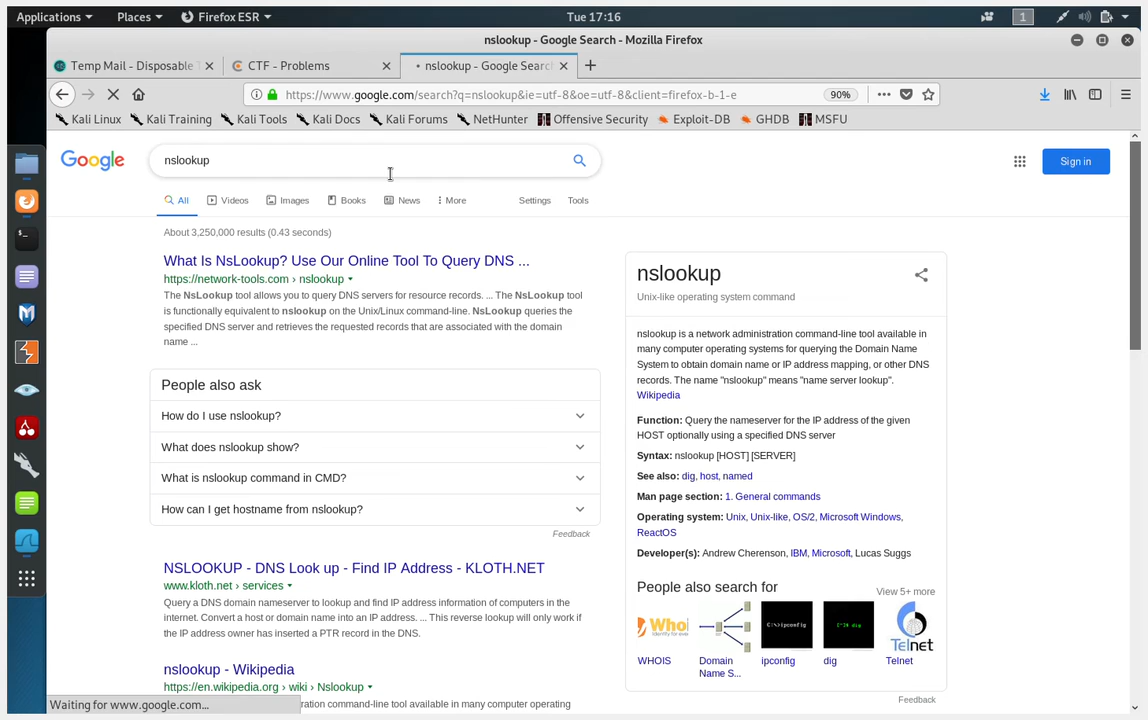 Applications Places Firefox ESR Tue 17:16 1
nslookup - Google Search - Mozilla Firefox
Temp Mail - Disposable T CTF - Problems nslookup - Google Search
https://www.google.com/search?q=nslookup&ie=utf-8&oe=utf-8&client=firefox-b-1-e 90%
Kali Linux Kali Training Kali Tools Kali Docs Kali Forums NetHunter Offensive Security Exploit-DB GHDB MSFU
Google nslookup Sign in
All Videos Images Books News More Settings Tools
About 3,250,000 results (0.43 seconds)
What Is NsLookup? Use Our Online Tool To Query DNS ...
https://network-tools.com › nslookup
The NsLookup tool allows you to query DNS servers for resource records. ... The NsLookup tool
is functionally equivalent to nslookup on the Unix/Linux command-line. NsLookup queries the
specified DNS server and retrieves the requested records that are associated with the domain
name ...
People also ask
How do I use nslookup?
What does nslookup show?
What is nslookup command in CMD?
How can I get hostname from nslookup?
Feedback
NSLOOKUP - DNS Look up - Find IP Address - KLOTH.NET
www.kloth.net › services
Query a DNS domain nameserver to lookup and find IP address information of computers in the
internet. Convert a host or domain name into an IP address. ... This reverse lookup will only work if
the IP address owner has inserted a PTR record in the DNS.
nslookup - Wikipedia
https://en.wikipedia.org › wiki › Nslookup
ration command-line tool available in many computer operating
Waiting for www.google.com...
nslookup
Unix-like operating system command
nslookup is a network administration command-line tool available in
many computer operating systems for querying the Domain Name
System to obtain domain name or IP address mapping, or other DNS
records. The name "nslookup" means "name server lookup".
Wikipedia
Function: Query the nameserver for the IP address of the given
HOST optionally using a specified DNS server
Syntax: nslookup [HOST] [SERVER]
See also: dig, host, named
Man page section: 1. General commands
Operating system: Unix, Unix-like, OS/2, Microsoft Windows,
ReactOS
Developer(s): Andrew Cherenson, IBM, Microsoft, Lucas Suggs
People also search for
View 5+ more
Who Identify for eve C:\>ipconfig [~]# dig Telnet
WHOIS Domain ipconfig dig Telnet
Name S...
Feedback